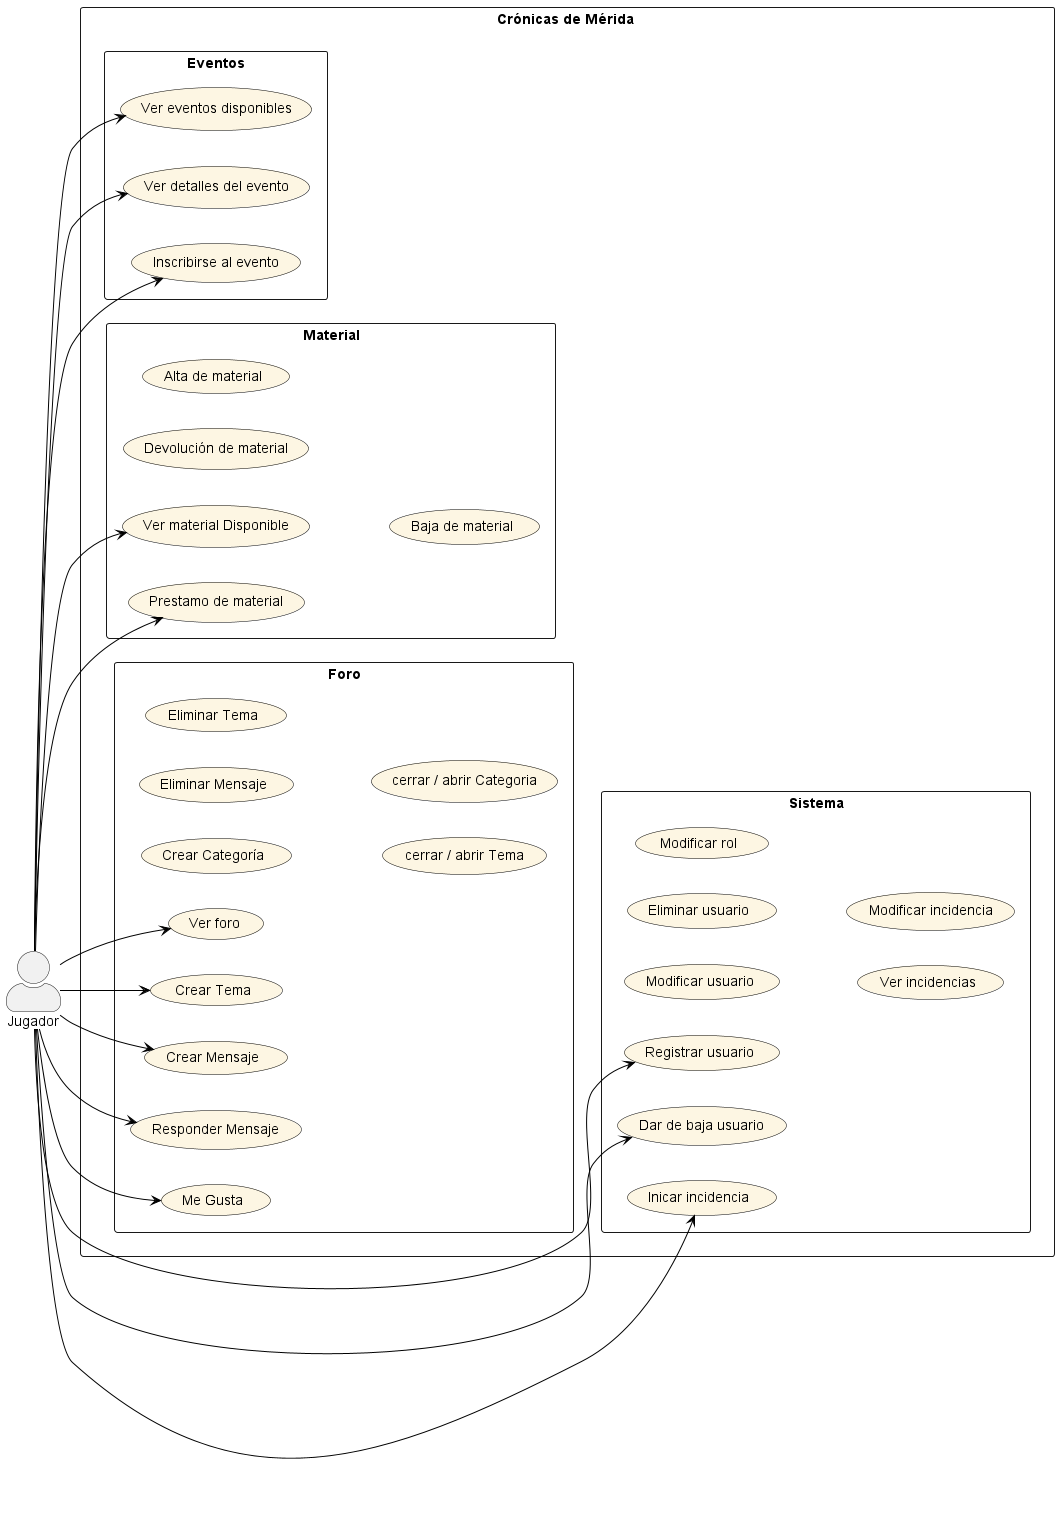 Crónicas de Mérida
Eventos
Ver eventos disponibles
Ver detalles del evento
Inscribirse al evento
Material
Alta de material
Devolución de material
Ver material Disponible
Baja de material
Prestamo de material
Foro
Eliminar Tema
Eliminar Mensaje
cerrar / abrir Categoria
Crear Categoría
cerrar / abrir Tema
Ver foro
Crear Tema
Crear Mensaje
Responder Mensaje
Me Gusta
Sistema
Modificar rol
Eliminar usuario
Modificar incidencia
Modificar usuario
Ver incidencias
Registrar usuario
Dar de baja usuario
Inicar incidencia
Jugador